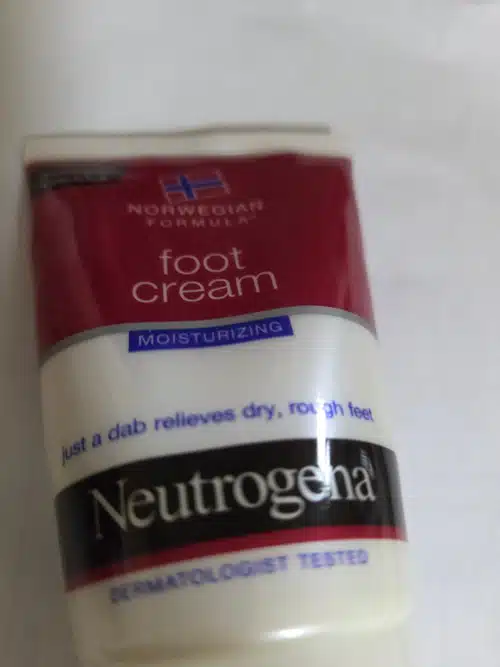 NORWEGIAN
FORMULA
foot
cream
MOISTURIZING
just a dab relieves dry, rough feet
Neutrogena
DERMATOLOGIST TESTED